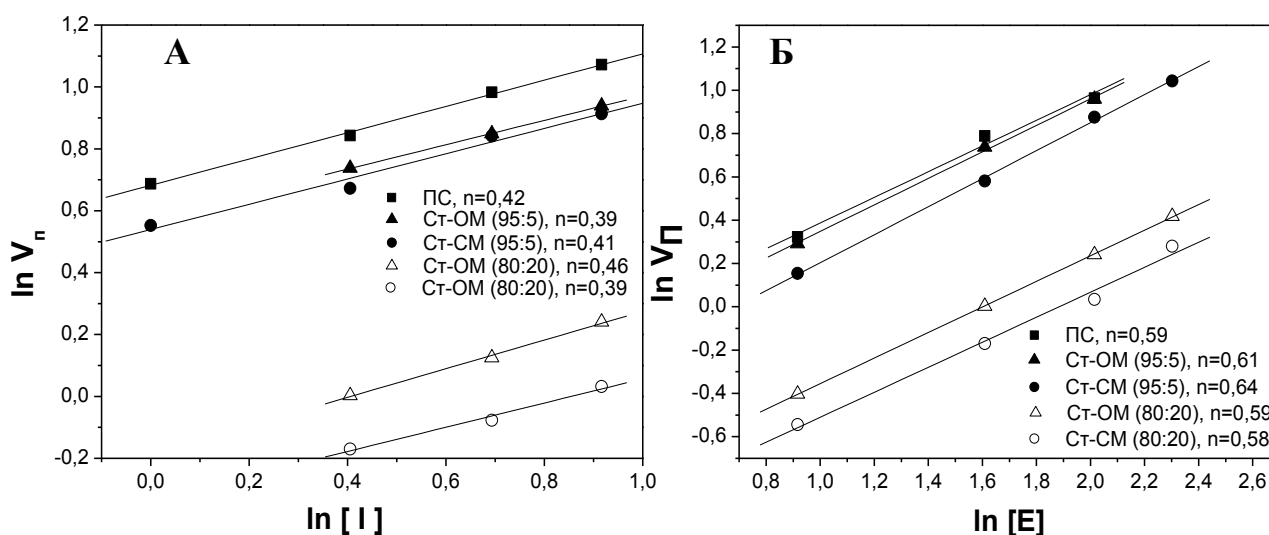 А
ln V п
1,2
1,0
0,8
0,6
0,4
0,2
0,0
-0,2
ПС, n=0,42
Ст-ОМ (95:5), n=0,39
Ст-СМ (95:5), n=0,41
Ст-ОМ (80:20), n=0,46
Ст-ОМ (80:20), n=0,39
0,0 0,2 0,4 0,6 0,8 1,0
ln [ I ]
Б
ln VП
1,2
1,0
0,8
0,6
0,4
0,2
0,0
-0,2
-0,4
-0,6
ПС, n=0,59
Ст-ОМ (95:5), n=0,61
Ст-СМ (95:5), n=0,64
Ст-ОМ (80:20), n=0,59
Ст-СМ (80:20), n=0,58
0,8 1,0 1,2 1,4 1,6 1,8 2,0 2,2 2,4 2,6
ln [E]